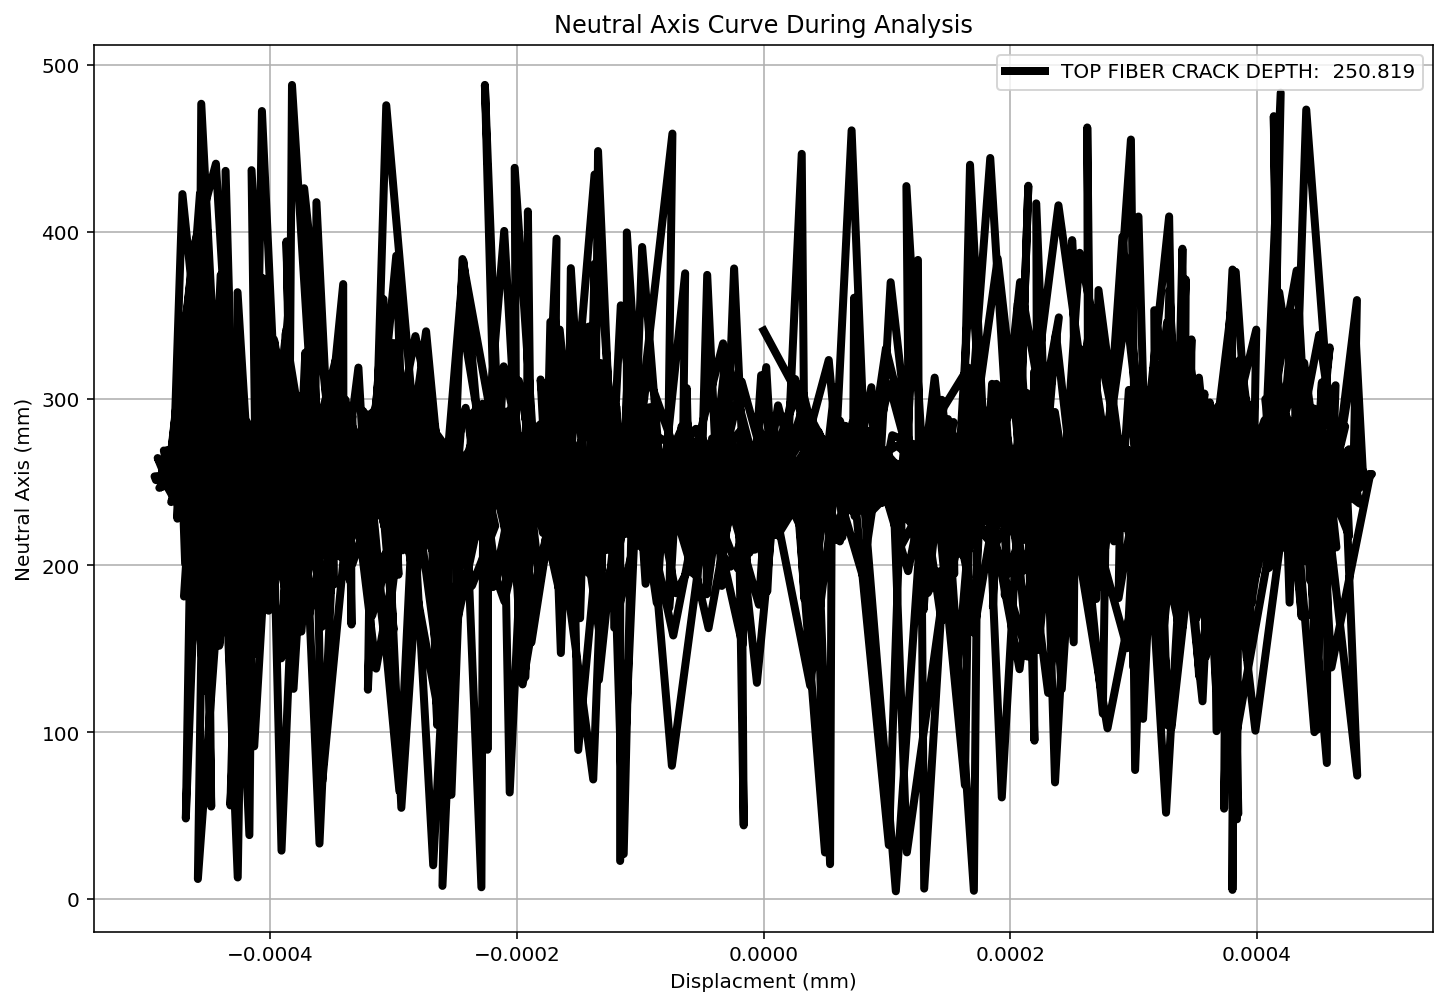 Neutral Axis Curve During Analysis
TOP FIBER CRACK DEPTH:  250.819
Neutral Axis (mm)
500
400
300
200
100
0
−0.0004
−0.0002
0.0000
0.0002
0.0004
Displacment (mm)